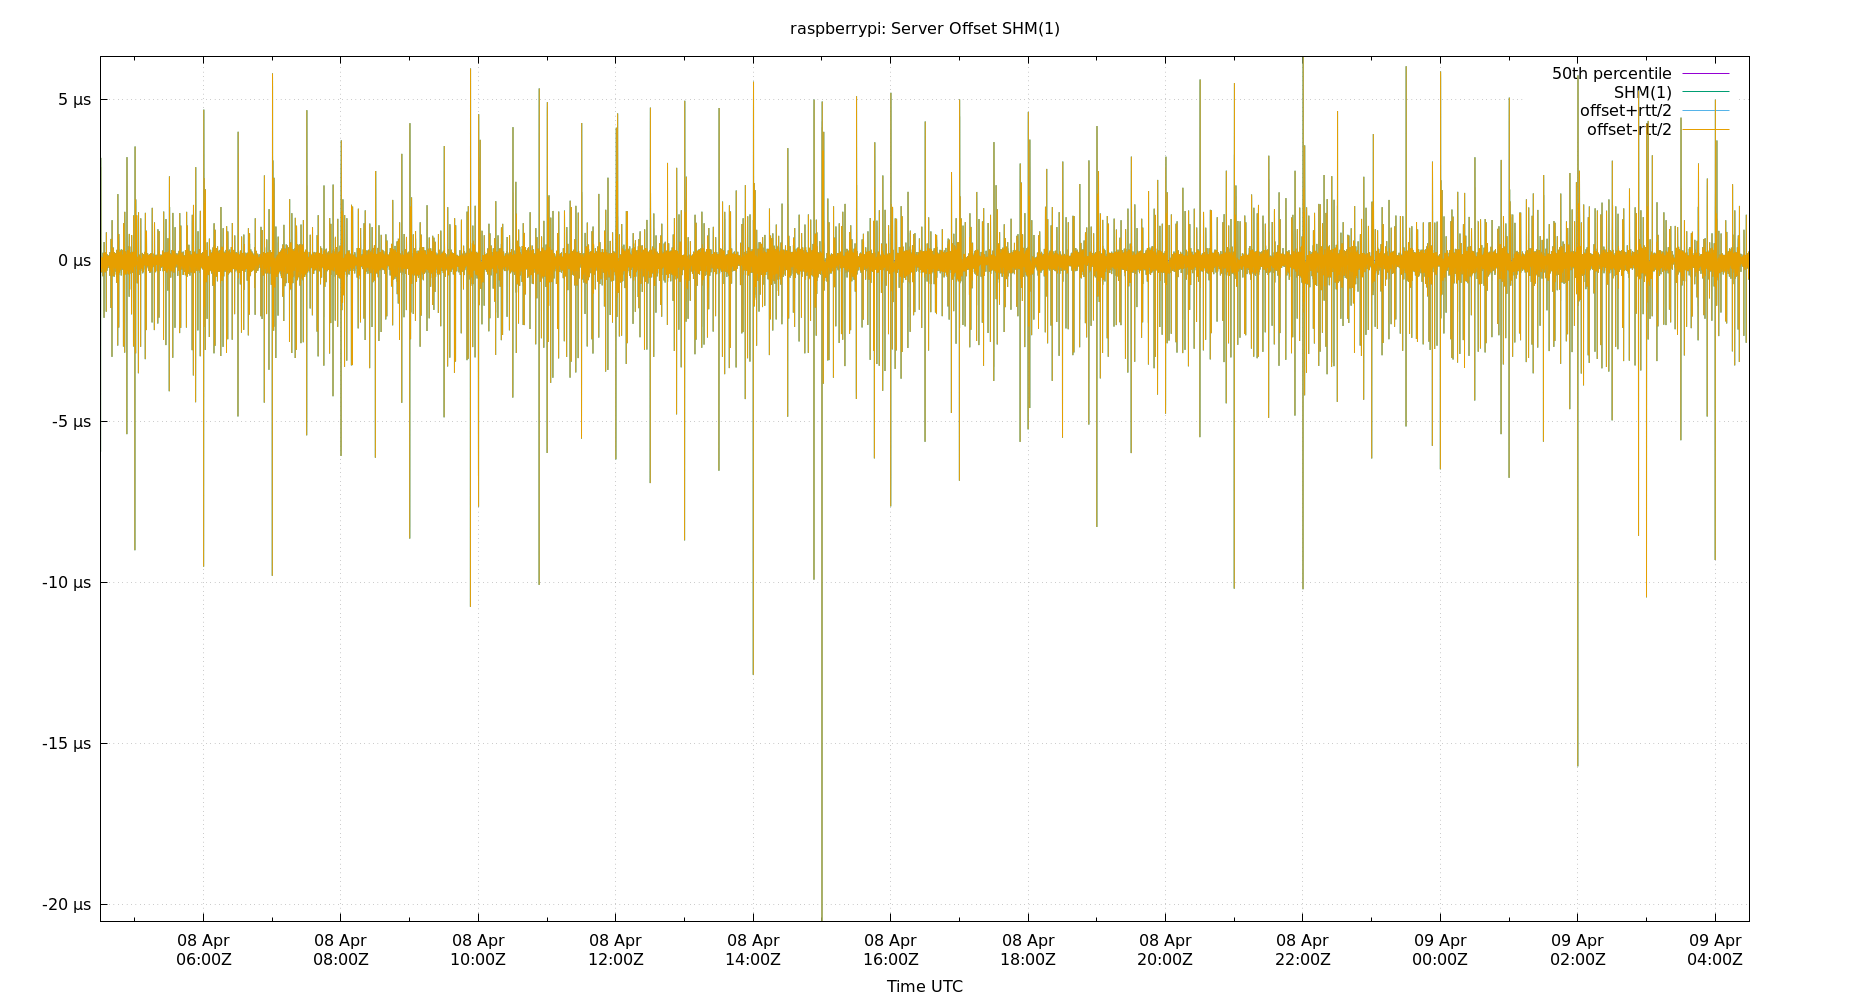 raspberrypi: Server Offset SHM(1)
50th percentile
SHM(1)
offset+rtt/2
offset-rtt/2
5 µs
0 µs
-5 µs
-10 µs
-15 µs
-20 µs
08 Apr 08 Apr 08 Apr 08 Apr 08 Apr 08 Apr 08 Apr 08 Apr 08 Apr 09 Apr 09 Apr 09 Apr
06:00Z 08:00Z 10:00Z 12:00Z 14:00Z 16:00Z 18:00Z 20:00Z 22:00Z 00:00Z 02:00Z 04:00Z
Time UTC